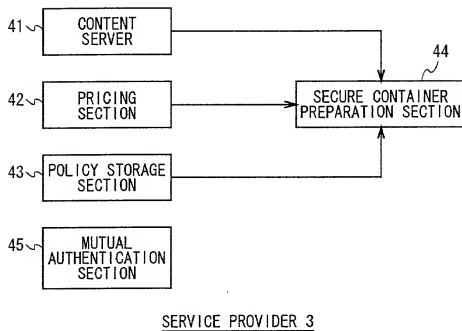 41
CONTENT
SERVER
44
42
PRICING
SECTION
SECURE CONTAINER
PREPARATION SECTION
43
POLICY STORAGE
SECTION
45
MUTUAL
AUTHENTICATION
SECTION
SERVICE PROVIDER 3